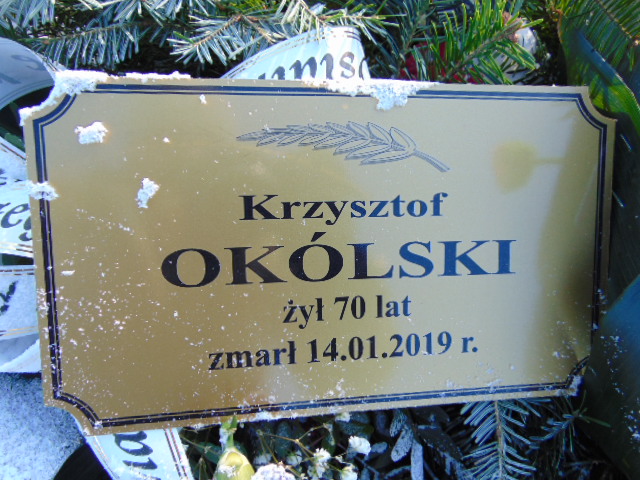 Krzysztof
OKÓLSKI
żył 70 lat
zmarł 14.01.2019 r.